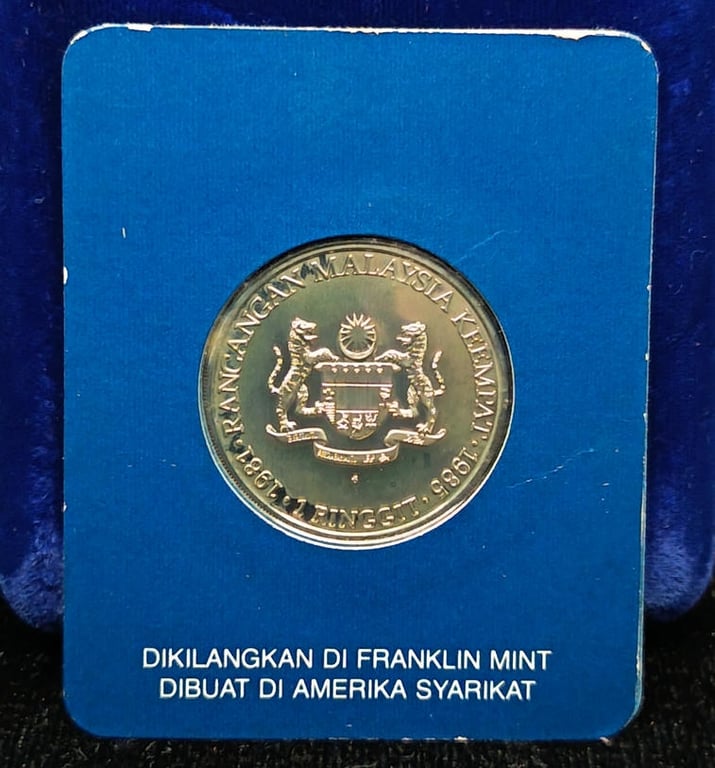 RANCANGAN MALAYSIA KEEMPAT
1981 · 1 RINGGIT · 1985
DIKILANGKAN DI FRANKLIN MINT
DIBUAT DI AMERIKA SYARIKAT